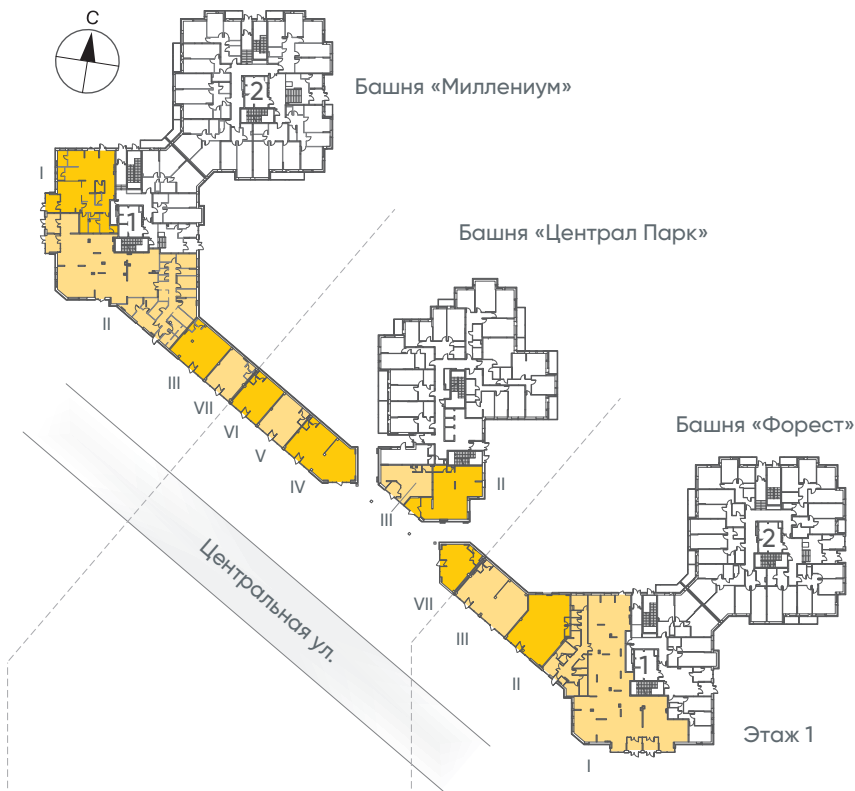 С
Башня «Миллениум»
2
I
1
Башня «Централ Парк»
II
III
VII
VI
V
IV
Башня «Форест»
II
III
2
Центральная ул.
VII
III
II
1
Этаж 1
I